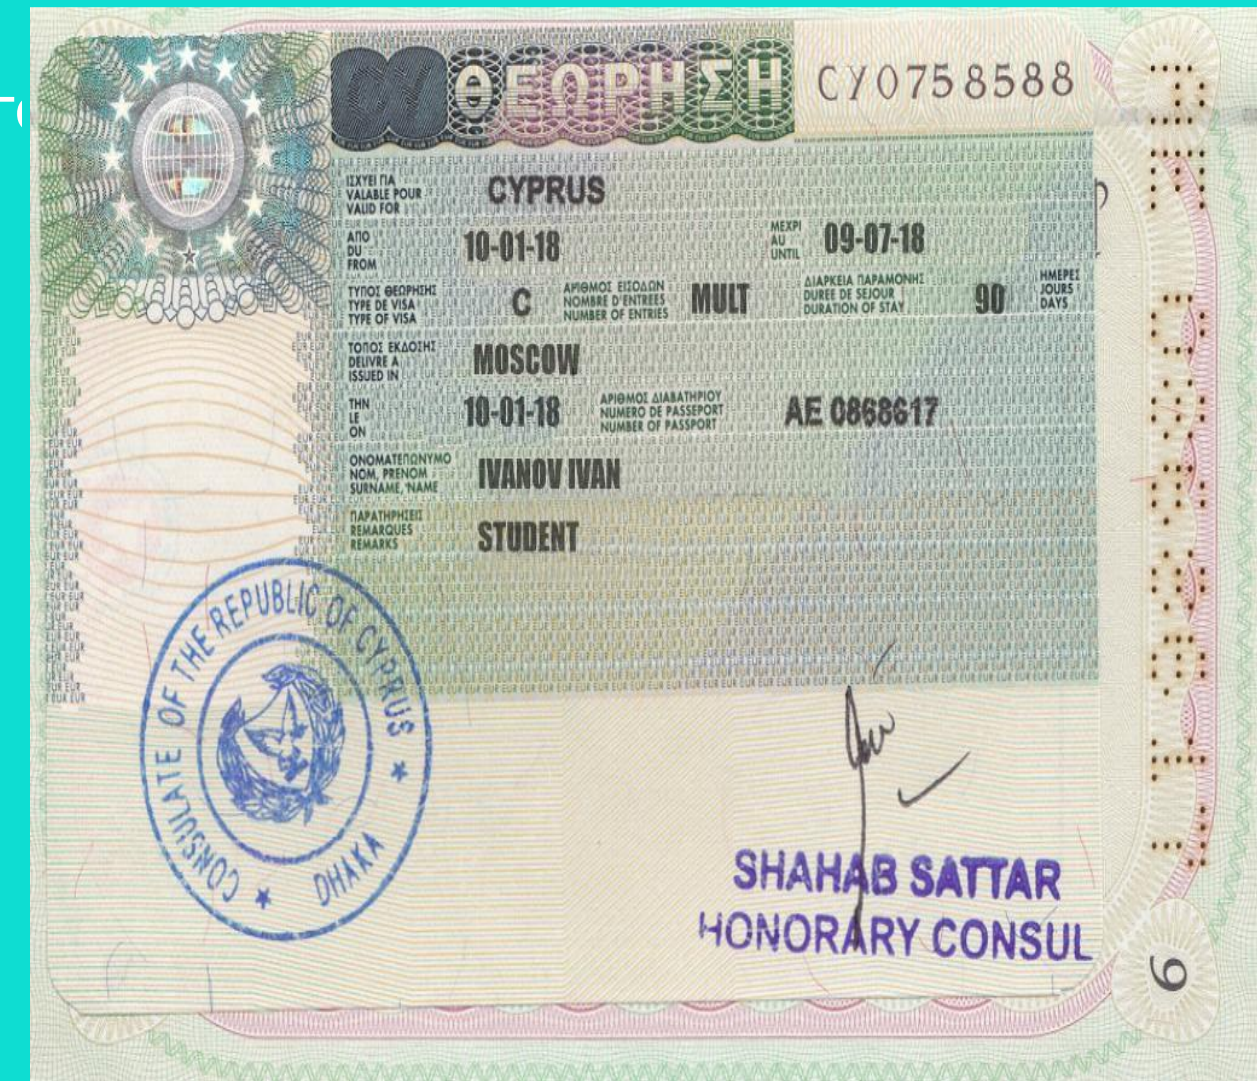 ΘΕΩΡΗΣΗ CY0758588
ΙΣΧΥΕΙ ΓΙΑ
VALABLE POUR
VALID FOR
CYPRUS
ΑΠΟ
DU
FROM
10-01-18
ΜΕΧΡΙ
AU
UNTIL
09-07-18
ΤΥΠΟΣ ΘΕΩΡΗΣΗΣ
TYPE DE VISA
TYPE OF VISA
C
ΑΡΙΘΜΟΣ ΕΙΣΟΔΩΝ
NOMBRE D'ENTREES
NUMBER OF ENTRIES
MULT
ΔΙΑΡΚΕΙΑ ΠΑΡΑΜΟΝΗΣ
DUREE DE SEJOUR
DURATION OF STAY
90
ΗΜΕΡΕΣ
JOURS
DAYS
ΤΟΠΟΣ ΕΚΔΟΣΗΣ
DELIVRE A
ISSUED IN
MOSCOW
ΤΗΝ
LE
ON
10-01-18
ΑΡΙΘΜΟΣ ΔΙΑΒΑΤΗΡΙΟΥ
NUMERO DE PASSEPORT
NUMBER OF PASSPORT
AE 0868617
ΟΝΟΜΑΤΕΠΩΝΥΜΟ
NOM, PRENOM
SURNAME, NAME
IVANOV IVAN
ΠΑΡΑΤΗΡΗΣΕΙΣ
REMARQUES
REMARKS
STUDENT
CONSULATE OF THE REPUBLIC OF CYPRUS
DHAKA
SHAHAB SATTAR
HONORARY CONSUL
9